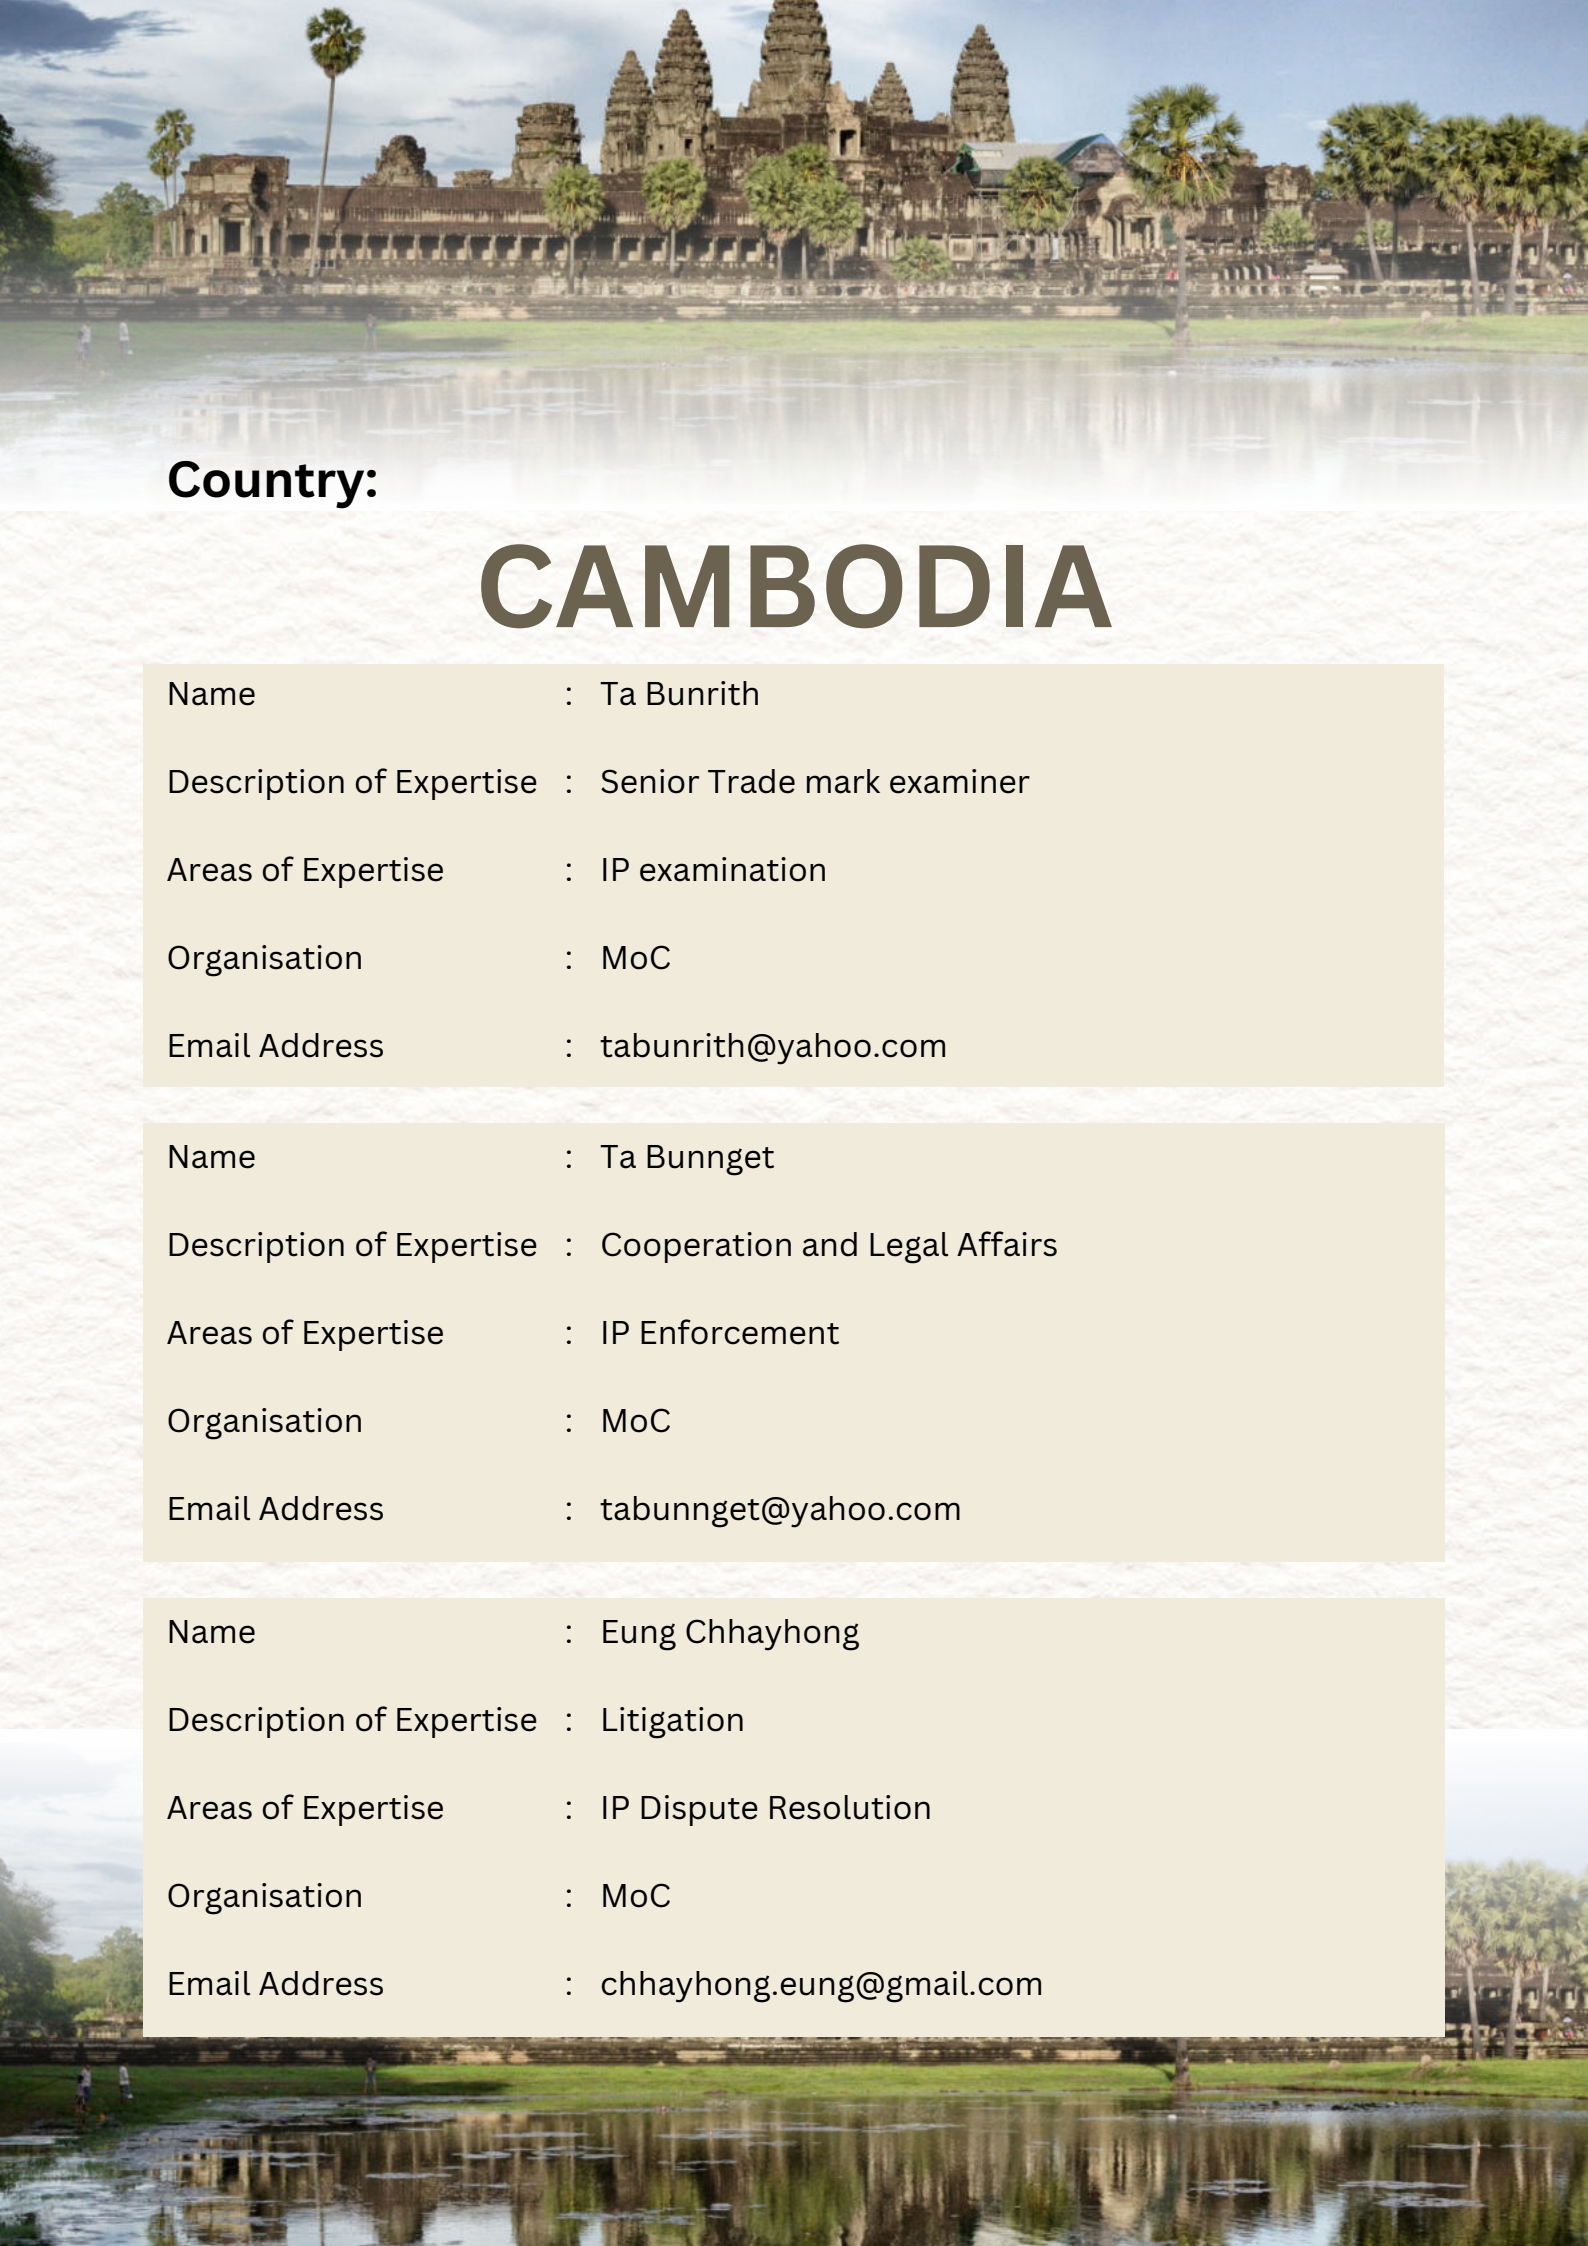 Country:
CAMBODIA
Name : Ta Bunrith
Description of Expertise : Senior Trade mark examiner
Areas of Expertise : IP examination
Organisation : MoC
Email Address : tabunrith@yahoo.com
Name : Ta Bunnget
Description of Expertise : Cooperation and Legal Affairs
Areas of Expertise : IP Enforcement
Organisation : MoC
Email Address : tabunnget@yahoo.com
Name : Eung Chhayhong
Description of Expertise : Litigation
Areas of Expertise : IP Dispute Resolution
Organisation : MoC
Email Address : chhayhong.eung@gmail.com